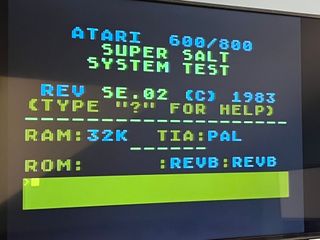 ATARI 600/800
SUPER SALT
SYSTEM TEST
REV SE.02 (C) 1983
(TYPE "?" FOR HELP)
RAM:32K TIA:PAL
ROM: :REVB:REVB